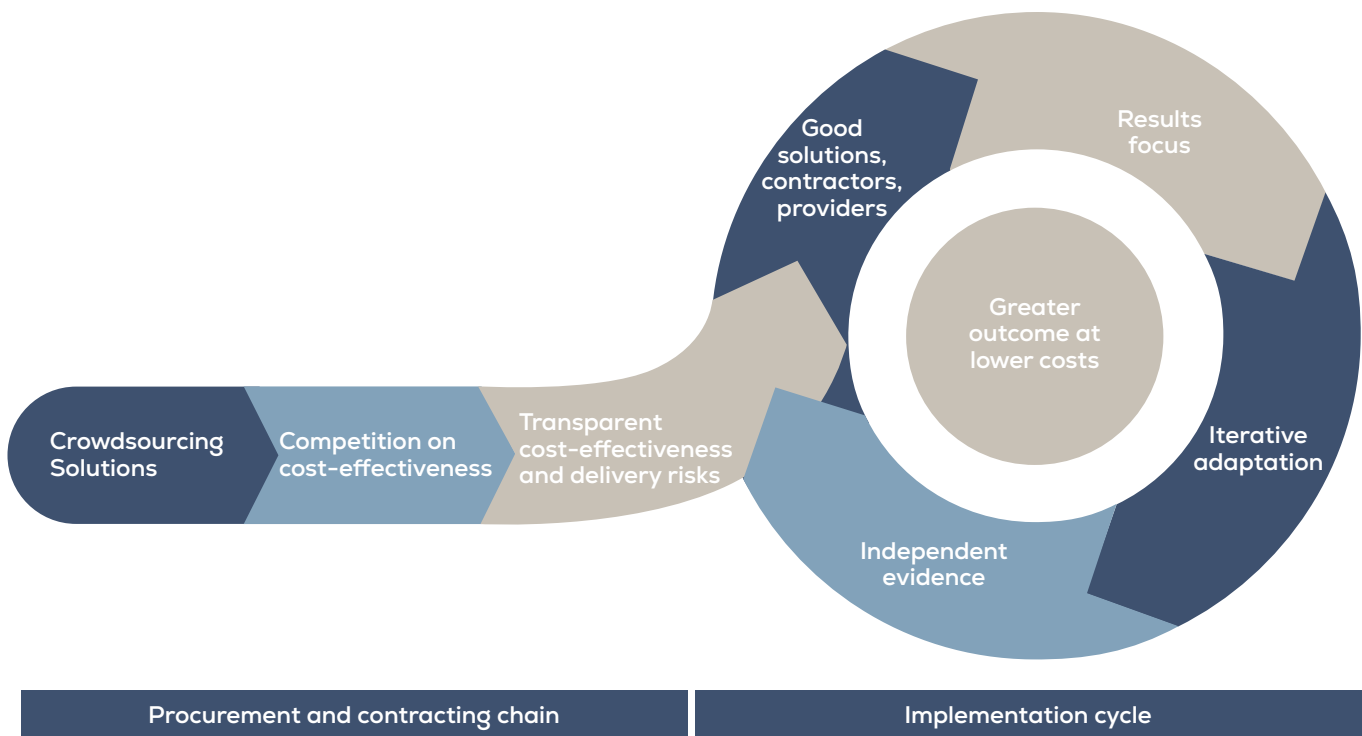 Crowdsourcing
Solutions
Competition on
cost-effectiveness
Transparent
cost-effectiveness
and delivery risks
Good
solutions,
contractors,
providers
Results
focus
Iterative
adaptation
Independent
evidence
Greater
outcome at
lower costs
Procurement and contracting chain
Implementation cycle